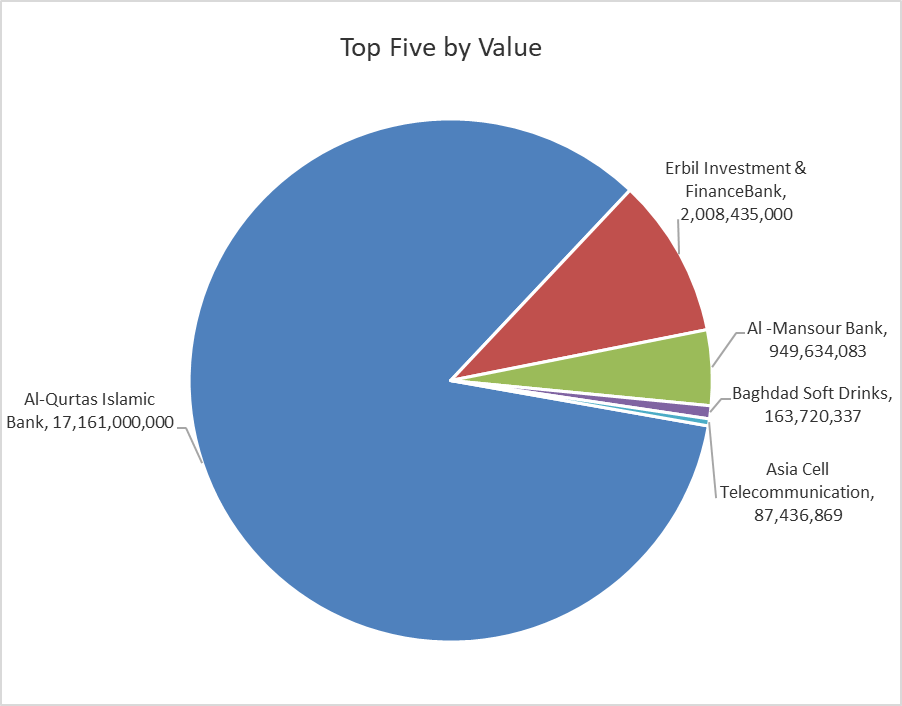 Top Five by Value
Erbil Investment &
FinanceBank,
2,008,435,000
Al -Mansour Bank,
949,634,083
Baghdad Soft Drinks,
163,720,337
Al-Qurtas Islamic
Bank, 17,161,000,000
Asia Cell
Telecommunication,
87,436,869